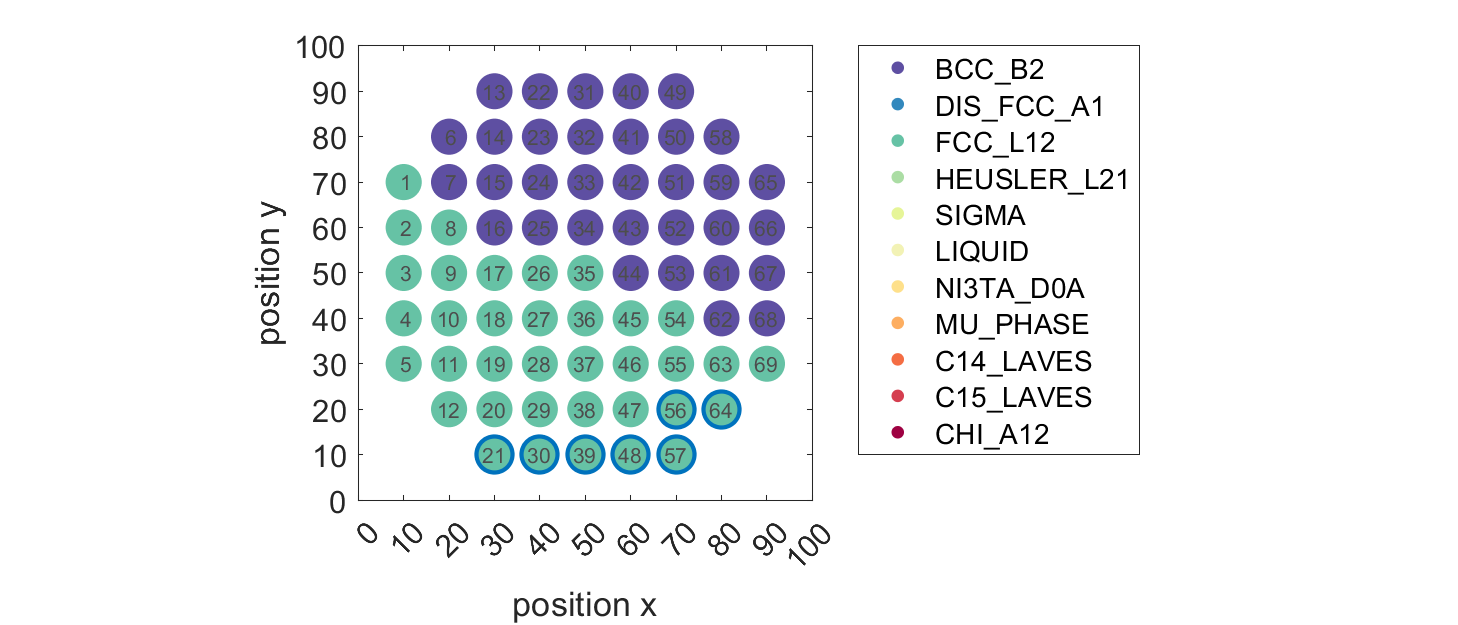 100
90
80
70
60
50
40
30
20
10
0
position y
13 22 31 40 49
6 14 23 32 41 50 58
1 7 15 24 33 42 51 59 65
2 8 16 25 34 43 52 60 66
3 9 17 26 35 44 53 61 67
4 10 18 27 36 45 54 62 68
5 11 19 28 37 46 55 63 69
12 20 29 38 47 56 64
21 30 39 48 57
0 10 20 30 40 50 60 70 80 90 100
position x
BCC_B2
DIS_FCC_A1
FCC_L12
HEUSLER_L21
SIGMA
LIQUID
NI3TA_D0A
MU_PHASE
C14_LAVES
C15_LAVES
CHI_A12